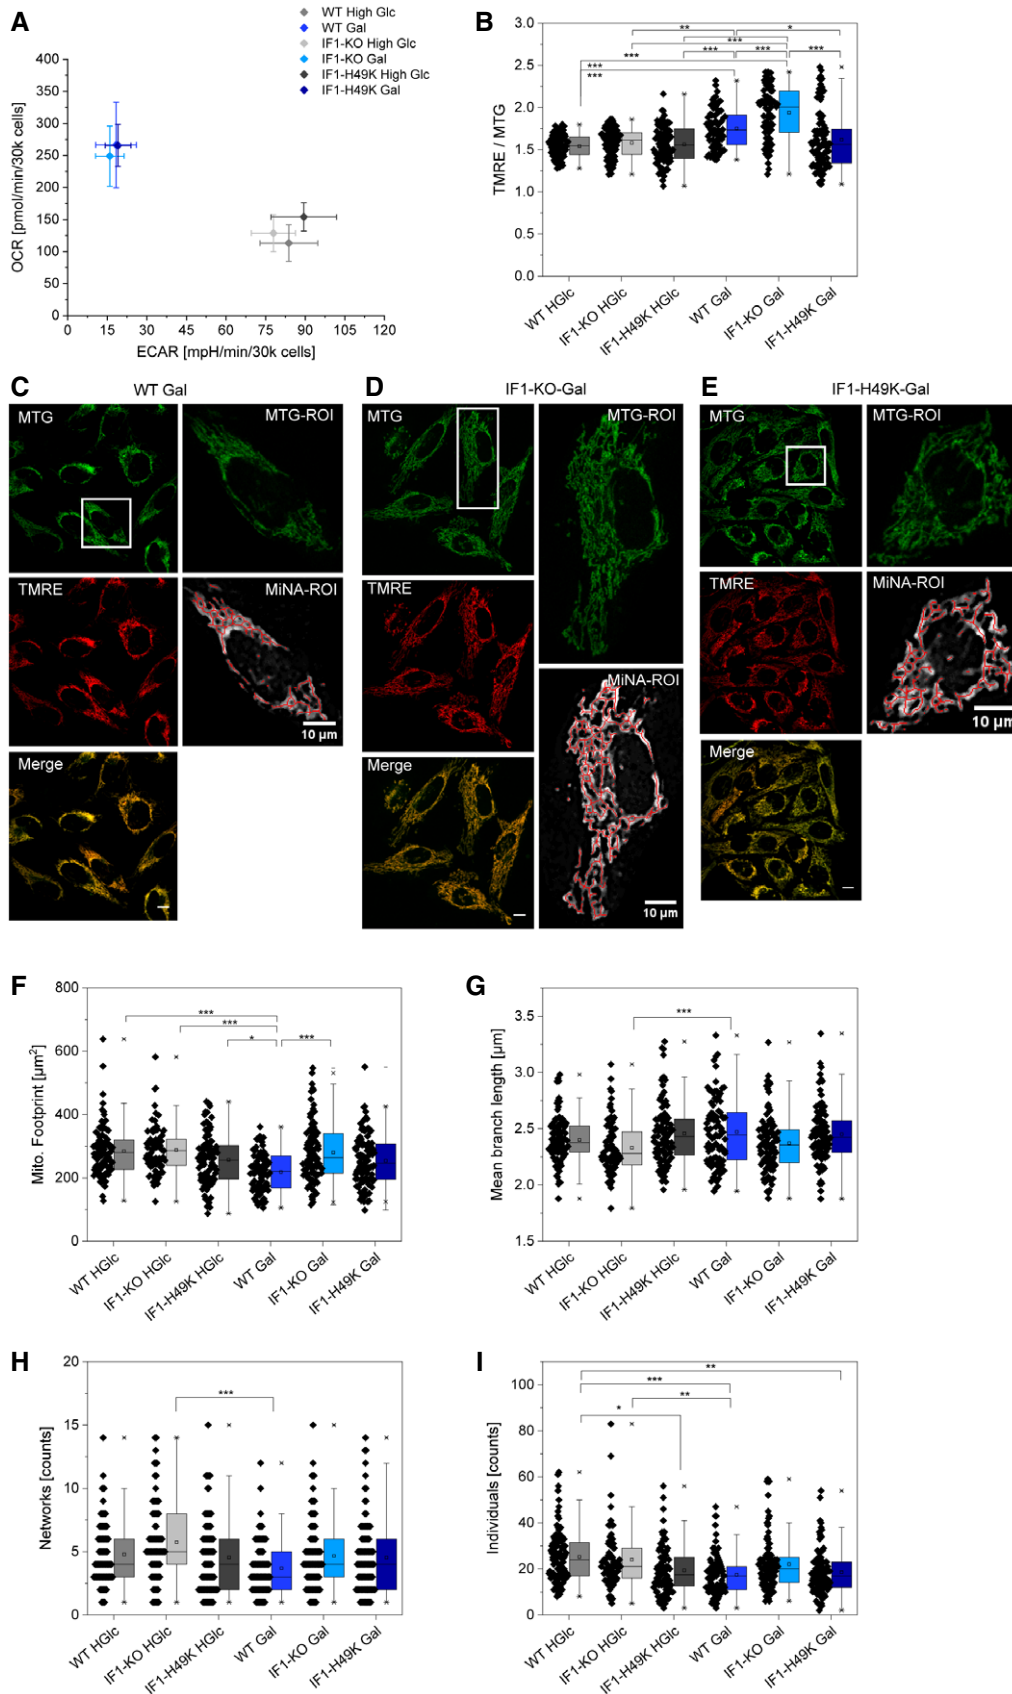 A
WT High Glc
WT Gal
IF1-KO High Glc
IF1-KO Gal
IF1-H49K High Glc
IF1-H49K Gal
OCR [pmol/min/30k cells]
400
350
300
250
200
150
100
50
0
0 15 30 45 60 75 90 105 120
ECAR [mpH/min/30k cells]
B
TMRE / MTG
3.0
2.5
2.0
1.5
1.0
0.5
0.0
** *
***
*** *** ***
***
***
***
WT HGlc
IF1-KO HGlc
IF1-H49K HGlc
WT Gal
IF1-KO Gal
IF1-H49K Gal
C
WT Gal
MTG
MTG-ROI
TMRE
MiNA-ROI
10 µm
Merge
D
IF1-KO-Gal
MTG
MTG-ROI
TMRE
MiNA-ROI
Merge
10 µm
E
IF1-H49K-Gal
MTG
MTG-ROI
TMRE
MiNA-ROI
10 µm
Merge
F
Mito. Footprint [µm²]
800
600
400
200
0
***
***
* ***
WT HGlc
IF1-KO HGlc
IF1-H49K HGlc
WT Gal
IF1-KO Gal
IF1-H49K Gal
G
Mean branch length [µm]
3.5
3.0
2.5
2.0
1.5
***
WT HGlc
IF1-KO HGlc
IF1-H49K HGlc
WT Gal
IF1-KO Gal
IF1-H49K Gal
H
Networks [counts]
20
15
10
5
0
***
WT HGlc
IF1-KO HGlc
IF1-H49K HGlc
WT Gal
IF1-KO Gal
IF1-H49K Gal
I
Individuals [counts]
100
80
60
40
20
0
**
***
**
*
WT HGlc
IF1-KO HGlc
IF1-H49K HGlc
WT Gal
IF1-KO Gal
IF1-H49K Gal